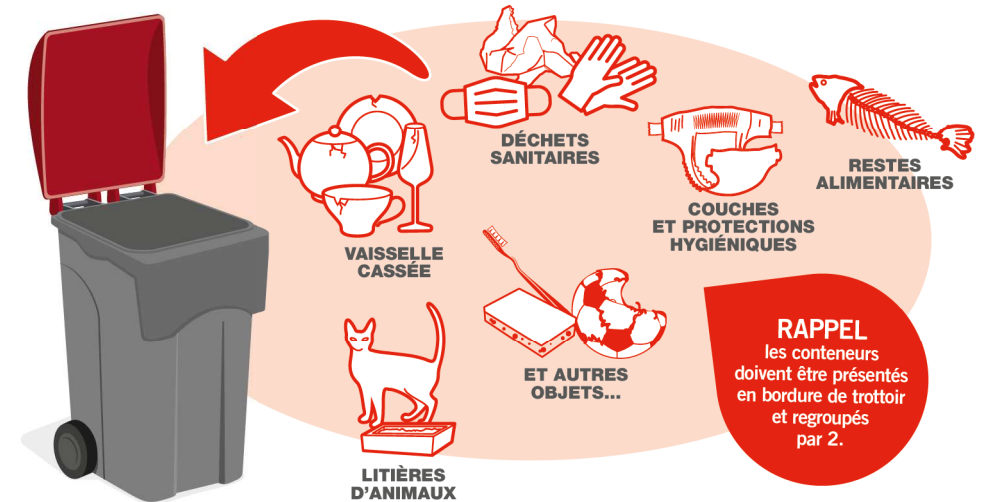 DÉCHETS
SANITAIRES
RESTES
ALIMENTAIRES
COUCHES
ET PROTECTIONS
HYGIÉNIQUES
VAISSELLE
CASSÉE
ET AUTRES
OBJETS...
LITIÈRES
D'ANIMAUX
RAPPEL
les conteneurs
doivent être présentés
en bordure de trottoir
et regroupés
par 2.